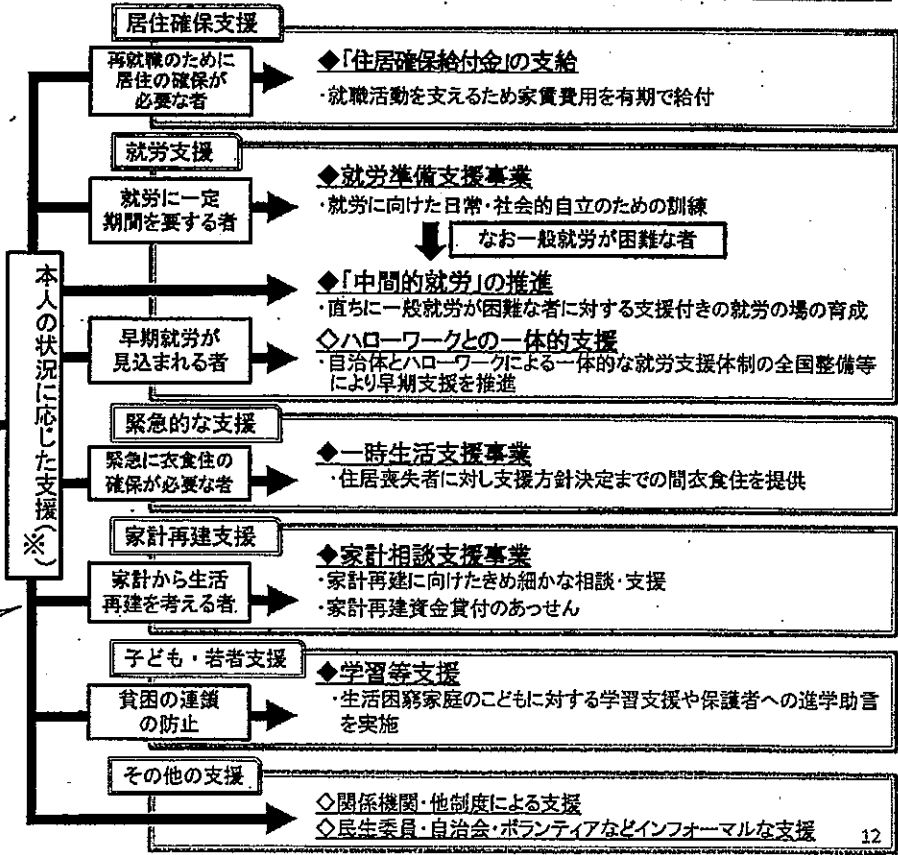 居住確保支援
再就職のために
居住の確保が
必要な者
◆「住居確保給付金」の支給
・就職活動を支えるため家賃費用を有期で給付
就労支援
就労に一定
期間を要する者
◆就労準備支援事業
・就労に向けた日常・社会的自立のための訓練
なお一般就労が困難な者
本人の状況に応じた支援(※)
◆「中間的就労」の推進
・直ちに一般就労が困難な者に対する支援付きの就労の場の育成
早期就労が
見込まれる者
◇ハローワークとの一体的支援
・自治体とハローワークによる一体的な就労支援体制の全国整備等
により早期支援を推進
緊急的な支援
緊急に衣食住の
確保が必要な者
◆一時生活支援事業
・住居喪失者に対し支援方針決定までの間衣食住を提供
家計再建支援
家計から生活
再建を考える者
◆家計相談支援事業
・家計再建に向けたきめ細かな相談・支援
・家計再建資金貸付のあっせん
子ども・若者支援
貧困の連鎖
の防止
◆学習等支援
・生活困窮家庭のこどもに対する学習支援や保護者への進学助言
を実施
その他の支援
◇関係機関・他制度による支援
◇民生委員・自治会・ボランティアなどインフォーマルな支援
12